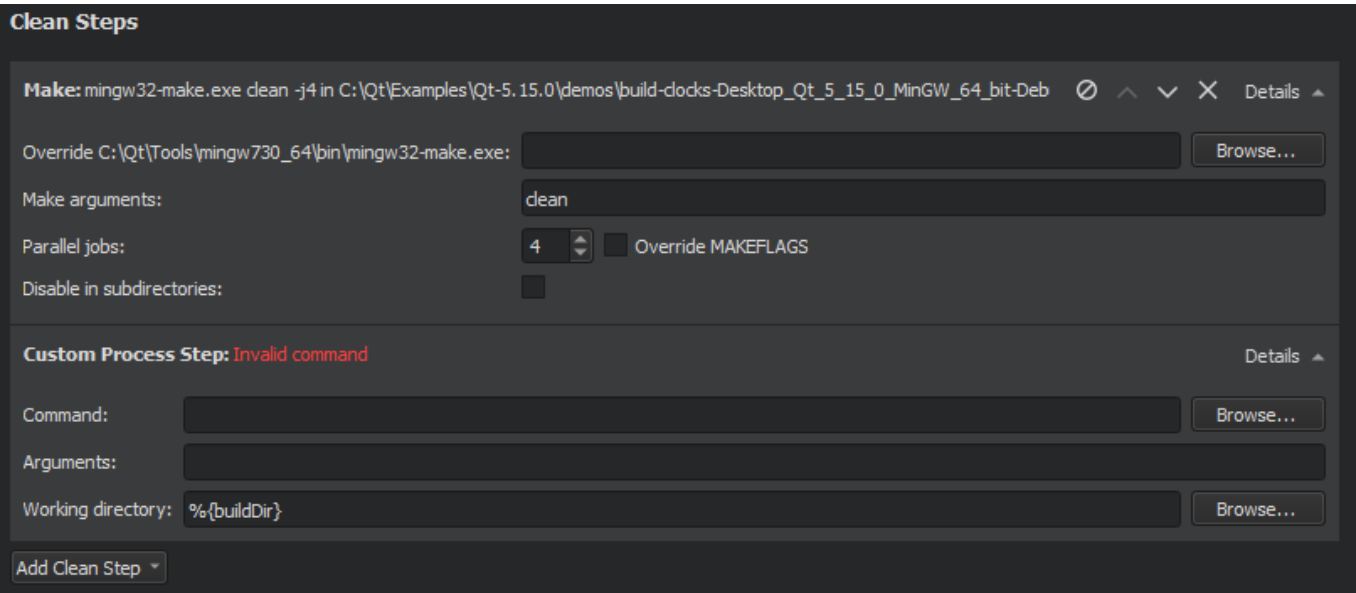 Clean Steps
Make: mingw32-make.exe clean -j4 in C:\Qt\Examples\Qt-5.15.0\demos\build-clocks-Desktop_Qt_5_15_0_MinGW_64_bit-Deb Details
Override C:\Qt\Tools\mingw730_64\bin\mingw32-make.exe: Browse...
Make arguments: clean
Parallel jobs: 4 Override MAKEFLAGS
Disable in subdirectories:
Custom Process Step: Invalid command Details
Command: Browse...
Arguments:
Working directory: %{buildDir} Browse...
Add Clean Step